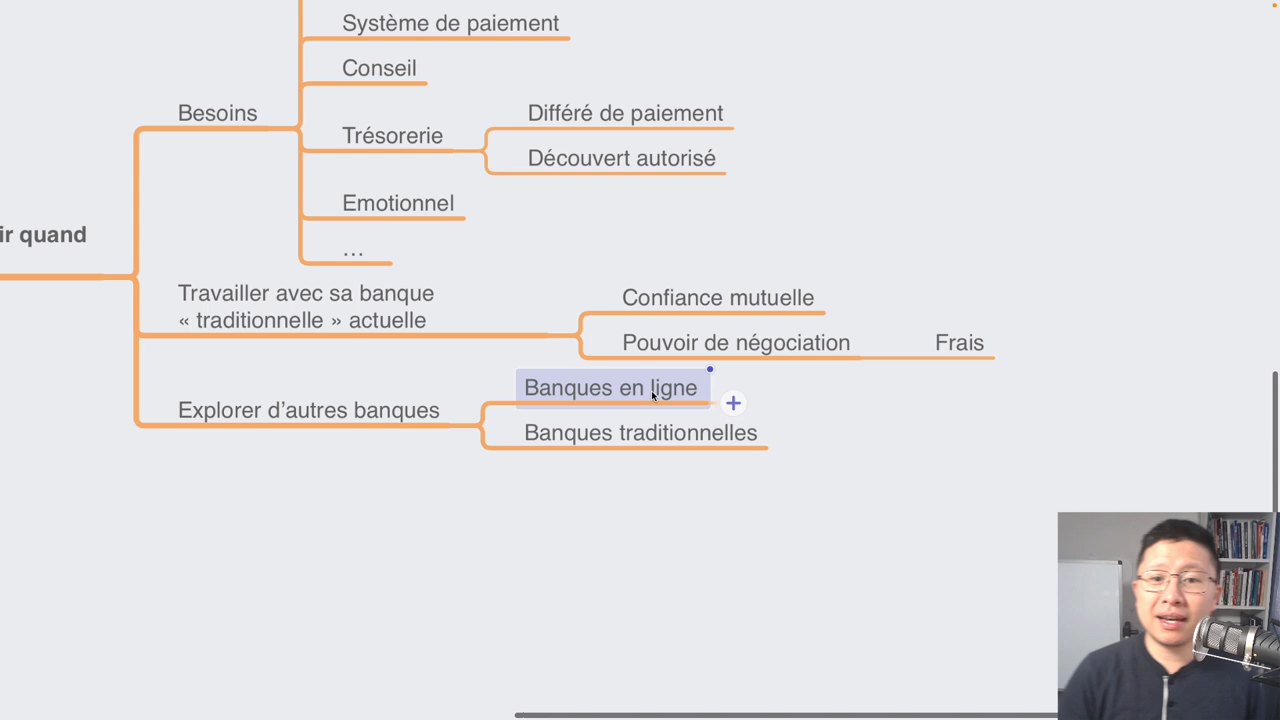 Système de paiement
Conseil
Besoins
Trésorerie
Différé de paiement
Découvert autorisé
Emotionnel
...
ir quand
Travailler avec sa banque
« traditionnelle » actuelle
Confiance mutuelle
Pouvoir de négociation
Frais
Explorer d’autres banques
Banques en ligne
Banques traditionnelles